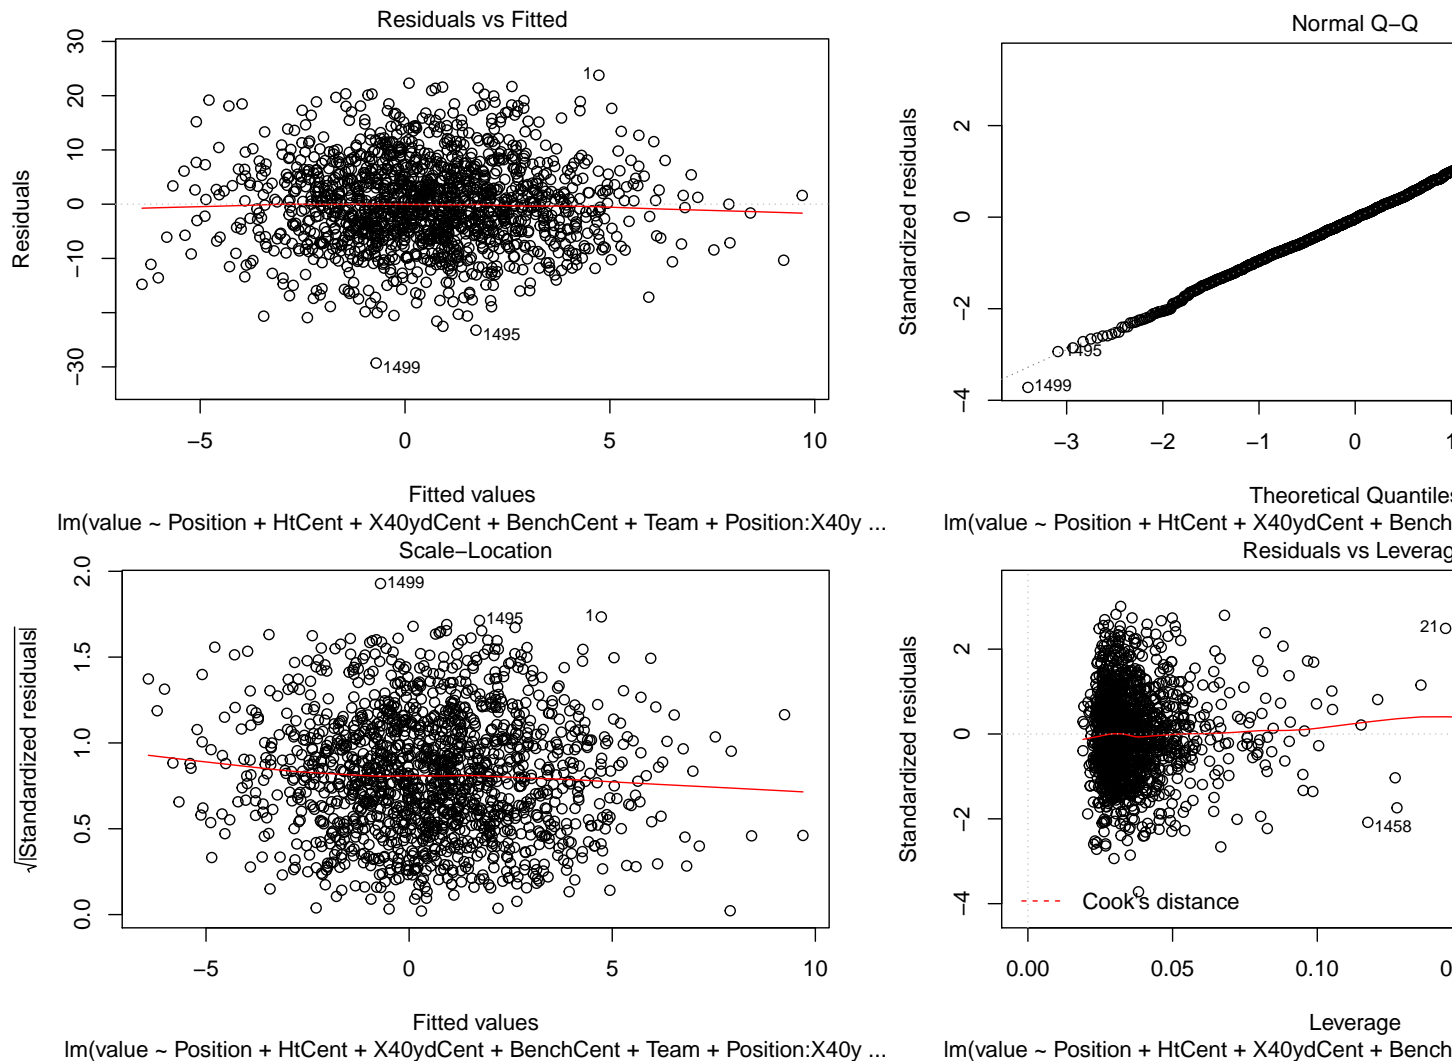 Residuals vs Fitted
Residuals
30
20
10
0
−10
−30
1
1495
1499
−5
0
5
10
Fitted values
lm(value ~ Position + HtCent + X40ydCent + BenchCent + Team + Position:X40y ...
Normal Q−Q
Standardized residuals
2
0
−2
−4
1495
1499
−3
−2
−1
0
1
Theoretical Quantiles
lm(value ~ Position + HtCent + X40ydCent + Bench
Scale−Location
√|Standardized residuals|
2.0
1.5
1.0
0.5
0.0
1499
1495
1
−5
0
5
10
Fitted values
lm(value ~ Position + HtCent + X40ydCent + BenchCent + Team + Position:X40y ...
Residuals vs Leverag
Standardized residuals
2
0
−2
−4
21
1458
Cook's distance
0.00
0.05
0.10
0.
Leverage
lm(value ~ Position + HtCent + X40ydCent + Bench